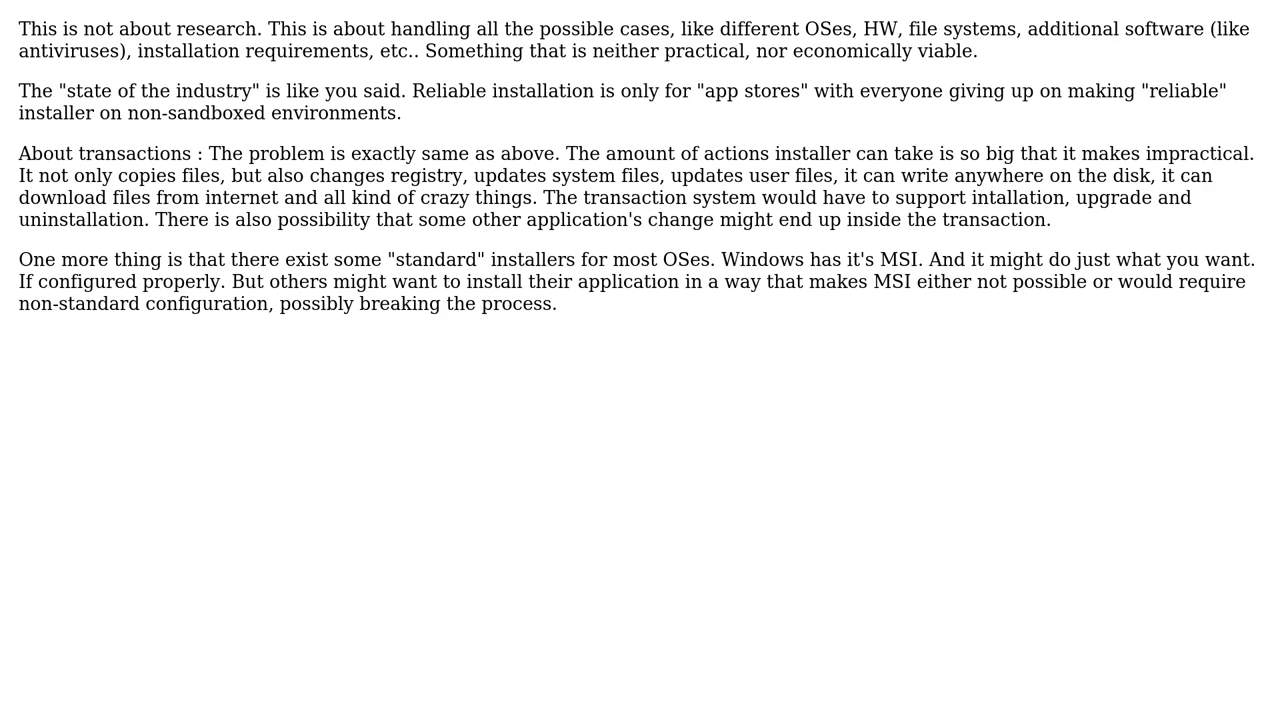 This is not about research. This is about handling all the possible cases, like different OSes, HW, file systems, additional software (like
antiviruses), installation requirements, etc.. Something that is neither practical, nor economically viable.
The "state of the industry" is like you said. Reliable installation is only for "app stores" with everyone giving up on making "reliable"
installer on non-sandboxed environments.
About transactions : The problem is exactly same as above. The amount of actions installer can take is so big that it makes impractical.
It not only copies files, but also changes registry, updates system files, updates user files, it can write anywhere on the disk, it can
download files from internet and all kind of crazy things. The transaction system would have to support intallation, upgrade and
uninstallation. There is also possibility that some other application's change might end up inside the transaction.
One more thing is that there exist some "standard" installers for most OSes. Windows has it's MSI. And it might do just what you want.
If configured properly. But others might want to install their application in a way that makes MSI either not possible or would require
non-standard configuration, possibly breaking the process.